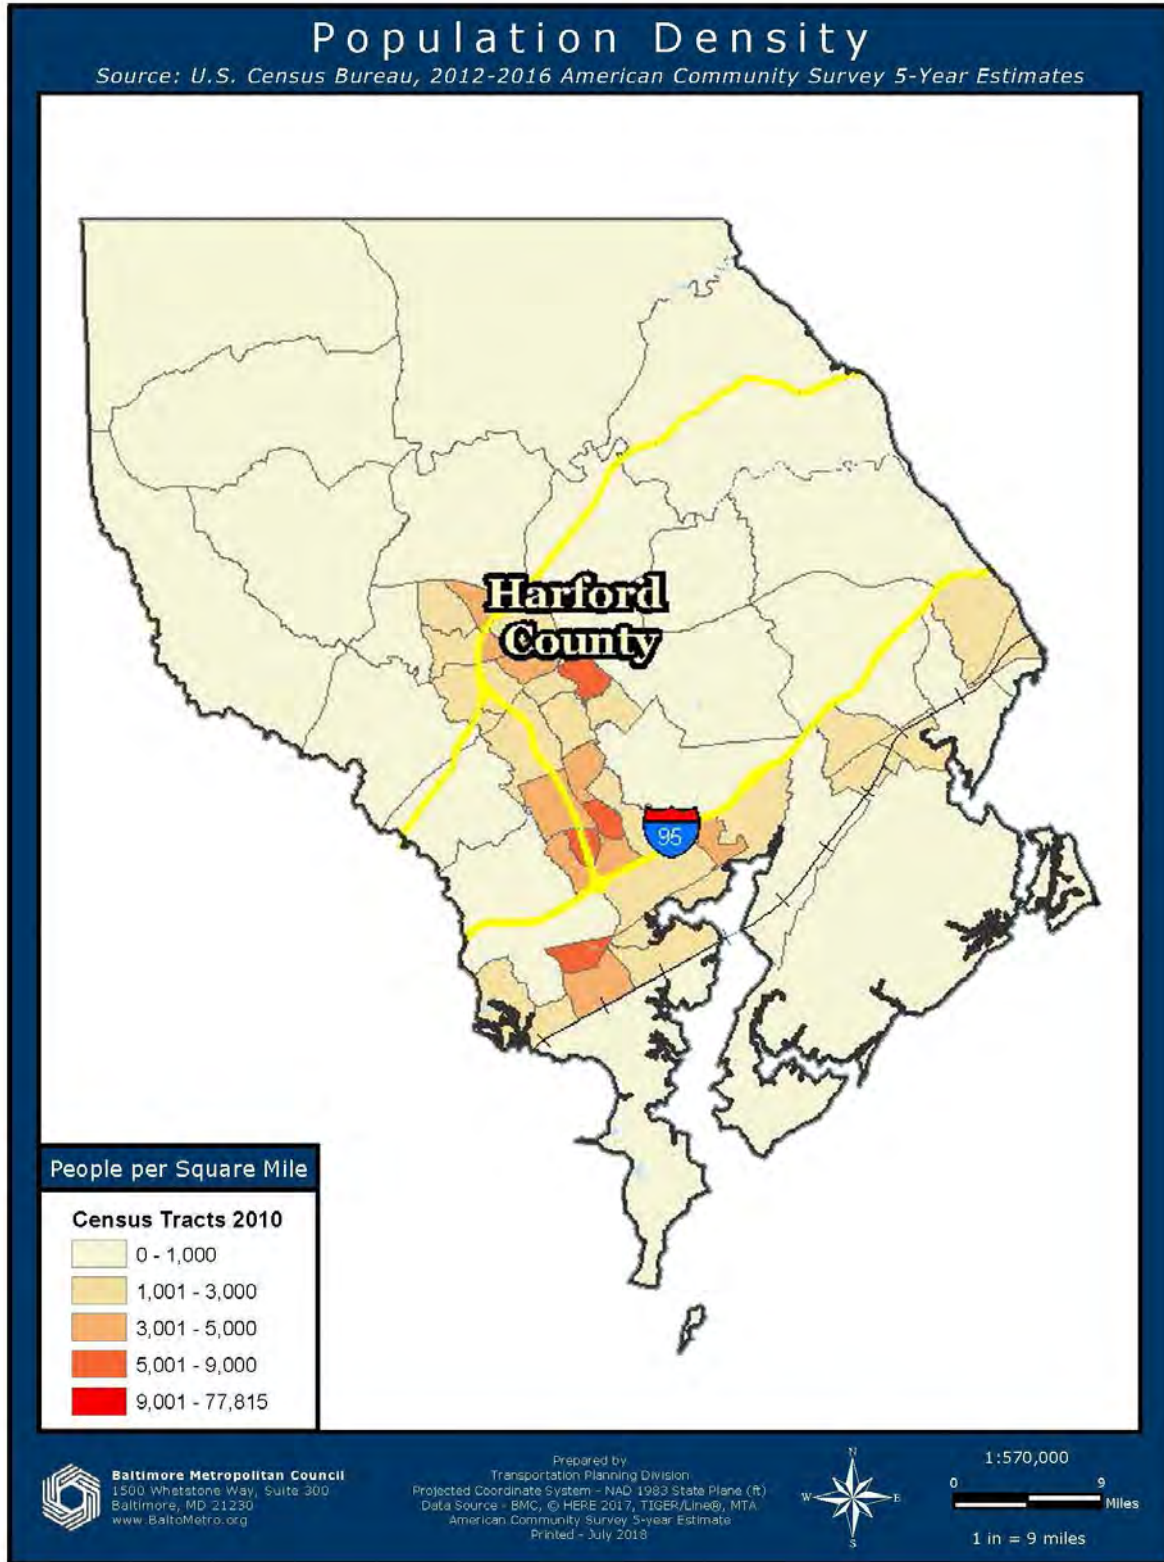 Population Density
Source: U.S. Census Bureau, 2012-2016 American Community Survey 5-Year Estimates
Harford
County
95
People per Square Mile
Census Tracts 2010
0 - 1,000
1,001 - 3,000
3,001 - 5,000
5,001 - 9,000
9,001 - 77,815
Baltimore Metropolitan Council
1500 Whetstone Way, Suite 300
Baltimore, MD 21230
www.BaltoMetro.org
Prepared by
Transportation Planning Division
Projected Coordinate System - NAD 1983 State Plane (ft)
Data Source - BMC, © HERE 2017, TIGER/Line®, MTA
American Community Survey 5-year Estimate
Printed - July 2018
N
W
E
S
1:570,000
0 9
Miles
1 in = 9 miles